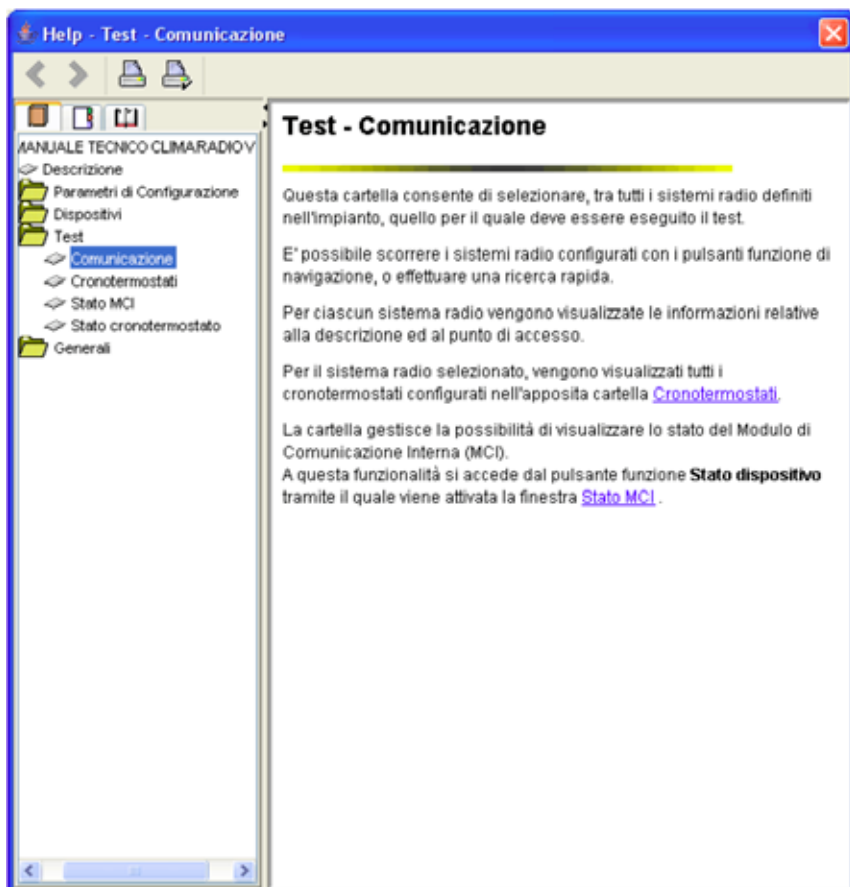 Help - Test - Comunicazione
MANUALE TECNICO CLIMARADIO V
Descrizione
Parametri di Configurazione
Dispositivi
Test
Comunicazione
Cronotermostati
Stato MCI
Stato cronotermostato
Generali
Test - Comunicazione
Questa cartella consente di selezionare, tra tutti i sistemi radio definiti
nell'impianto, quello per il quale deve essere eseguito il test.
E' possibile scorrere i sistemi radio configurati con i pulsanti funzione di
navigazione, o effettuare una ricerca rapida.
Per ciascun sistema radio vengono visualizzate le informazioni relative
alla descrizione ed al punto di accesso.
Per il sistema radio selezionato, vengono visualizzati tutti i
cronotermostati configurati nell'apposita cartella Cronotermostati.
La cartella gestisce la possibilità di visualizzare lo stato del Modulo di
Comunicazione Interna (MCI).
A questa funzionalità si accede dal pulsante funzione Stato dispositivo
tramite il quale viene attivata la finestra Stato MCI .